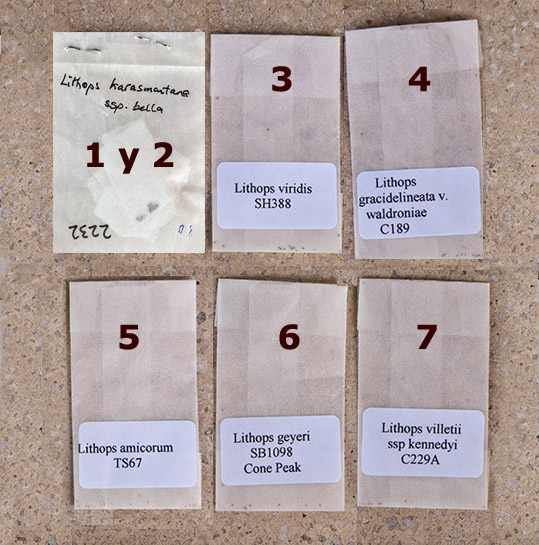 Lithops karasmontana
ssp. bella
1 y 2
2232
3
Lithops viridis
SH388
4
Lithops
gracidelineata v.
waldroniae
C189
5
Lithops amicorum
TS67
6
Lithops geyeri
SB1098
Cone Peak
7
Lithops villetii
ssp kennedyi
C229A